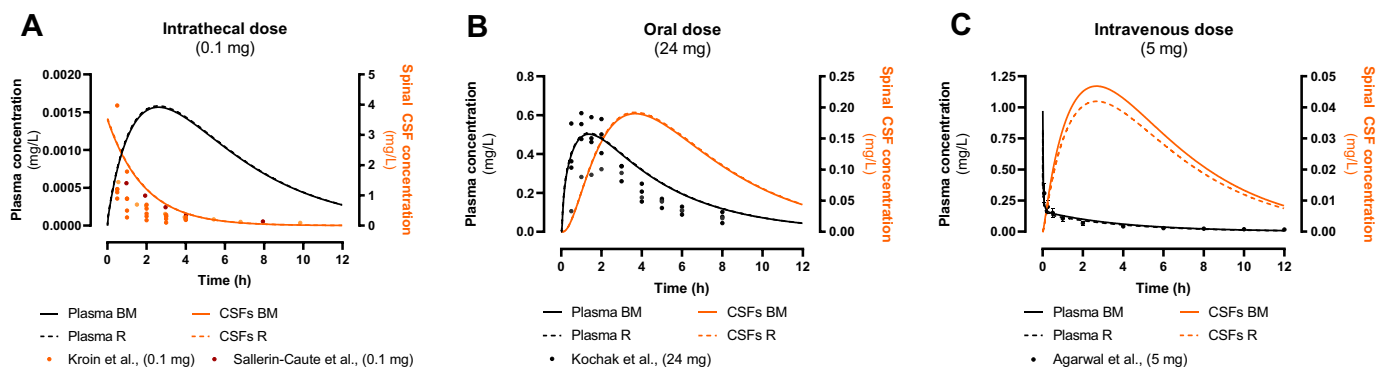 A
Intrathecal dose
(0.1 mg)
Plasma concentration
(mg/L)
0.0020
0.0015
0.0010
0.0005
0.0000
5
4
3
2
1
0
Spinal CSF concentration
(mg/L)
0 2 4 6 8 10 12
Time (h)
Plasma BM
CSFs BM
Plasma R
CSFs R
Kroin et al., (0.1 mg)
Sallerin-Caute et al., (0.1 mg)
B
Oral dose
(24 mg)
Plasma concentration
(mg/L)
0.8
0.6
0.4
0.2
0.0
0.25
0.20
0.15
0.10
0.05
0.00
Spinal CSF concentration
(mg/L)
0 2 4 6 8 10 12
Time (h)
Plasma BM
CSFs BM
Plasma R
CSFs R
Kochak et al., (24 mg)
C
Intravenous dose
(5 mg)
Plasma concentration
(mg/L)
1.25
1.00
0.75
0.50
0.25
0.00
0.05
0.04
0.03
0.02
0.01
0.00
Spinal CSF concentration
(mg/L)
0 2 4 6 8 10 12
Time (h)
Plasma BM
CSFs BM
Plasma R
CSFs R
Agarwal et al., (5 mg)